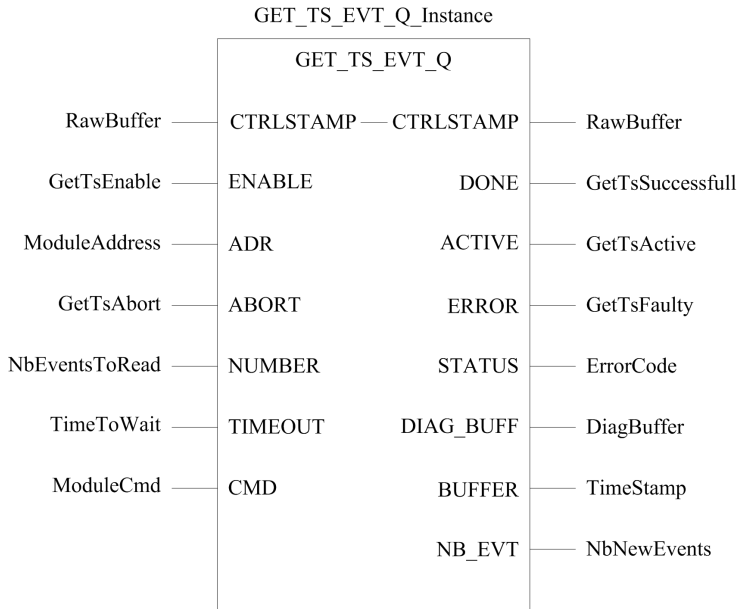 GET_TS_EVT_Q_Instance
GET_TS_EVT_Q
RawBuffer CTRLSTAMP CTRLSTAMP RawBuffer
GetTsEnable ENABLE DONE GetTsSuccessfull
ModuleAddress ADR ACTIVE GetTsActive
GetTsAbort ABORT ERROR GetTsFaulty
NbEventsToRead NUMBER STATUS ErrorCode
TimeToWait TIMEOUT DIAG_BUFF DiagBuffer
ModuleCmd CMD BUFFER TimeStamp
NB_EVT NbNewEvents